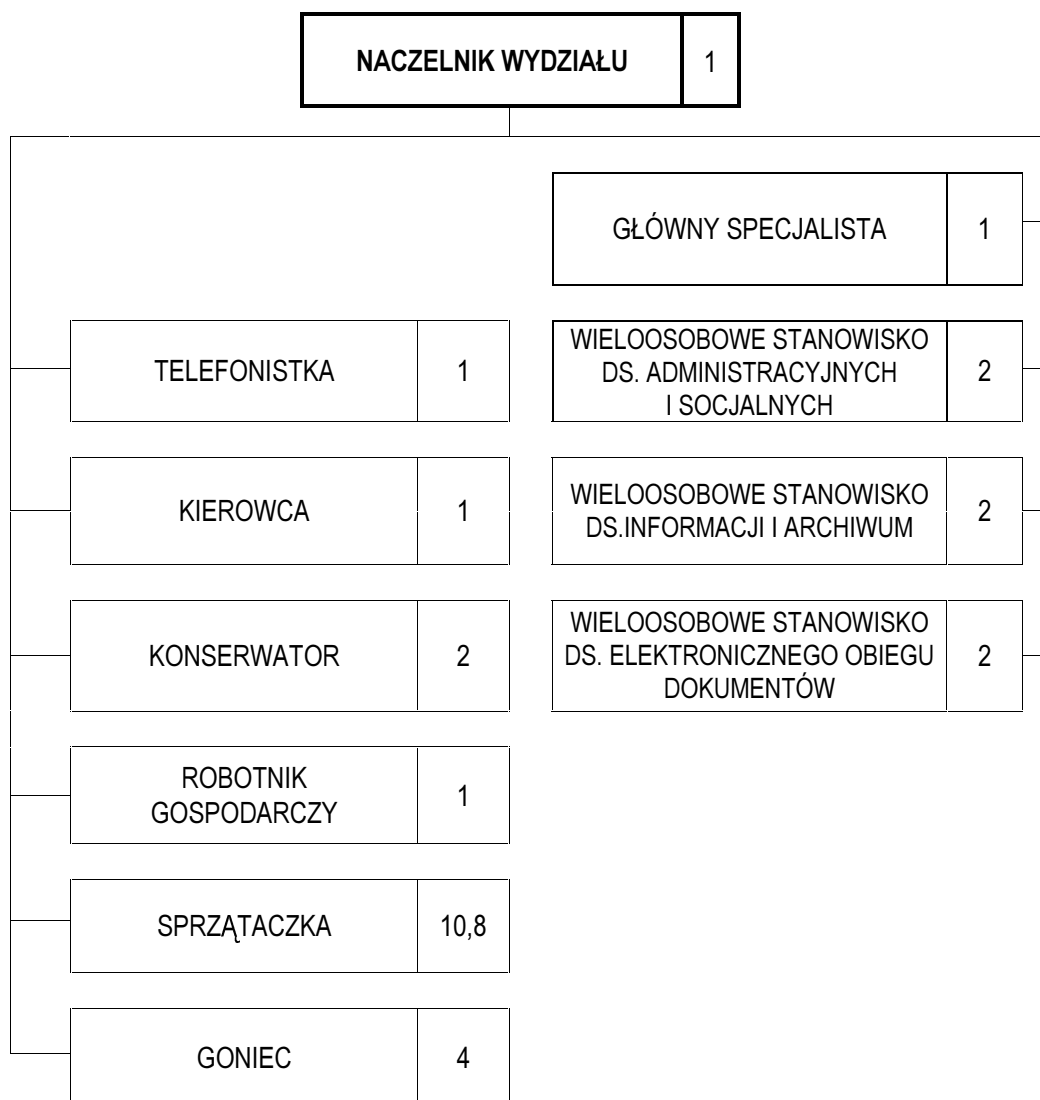 NACZELNIK WYDZIAŁU 1
GŁÓWNY SPECJALISTA 1
TELEFONISTKA 1
WIELOOSOBOWE STANOWISKO
DS. ADMINISTRACYJNYCH
I SOCJALNYCH
2
KIEROWCA 1
WIELOOSOBOWE STANOWISKO
DS.INFORMACJI I ARCHIWUM
2
KONSERWATOR 2
WIELOOSOBOWE STANOWISKO
DS. ELEKTRONICZNEGO OBIEGU
DOKUMENTÓW
2
ROBOTNIK
GOSPODARCZY
1
SPRZĄTACZKA 10,8
GONIEC 4